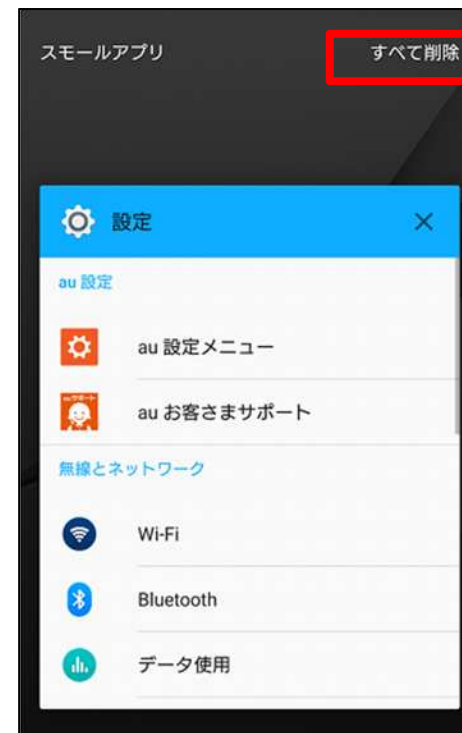 スモールアプリ すべて削除
設定
au 設定
au 設定メニュー
au お客さまサポート
無線とネットワーク
Wi-Fi
Bluetooth
データ使用